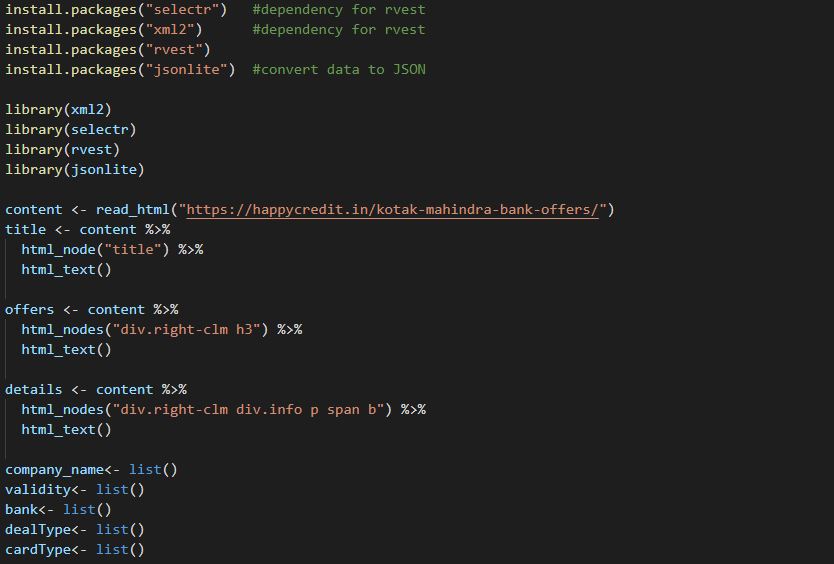 install.packages("selectr")   #dependency for rvest
install.packages("xml2")      #dependency for rvest
install.packages("rvest")
install.packages("jsonlite")  #convert data to JSON

library(xml2)
library(selectr)
library(rvest)
library(jsonlite)

content <- read_html("https://happycredit.in/kotak-mahindra-bank-offers/")
title <- content %>%
  html_node("title") %>%
  html_text()

offers <- content %>%
  html_nodes("div.right-clm h3") %>%
  html_text()

details <- content %>%
  html_nodes("div.right-clm div.info p span b") %>%
  html_text()

company_name<- list()
validity<- list()
bank<- list()
dealType<- list()
cardType<- list()